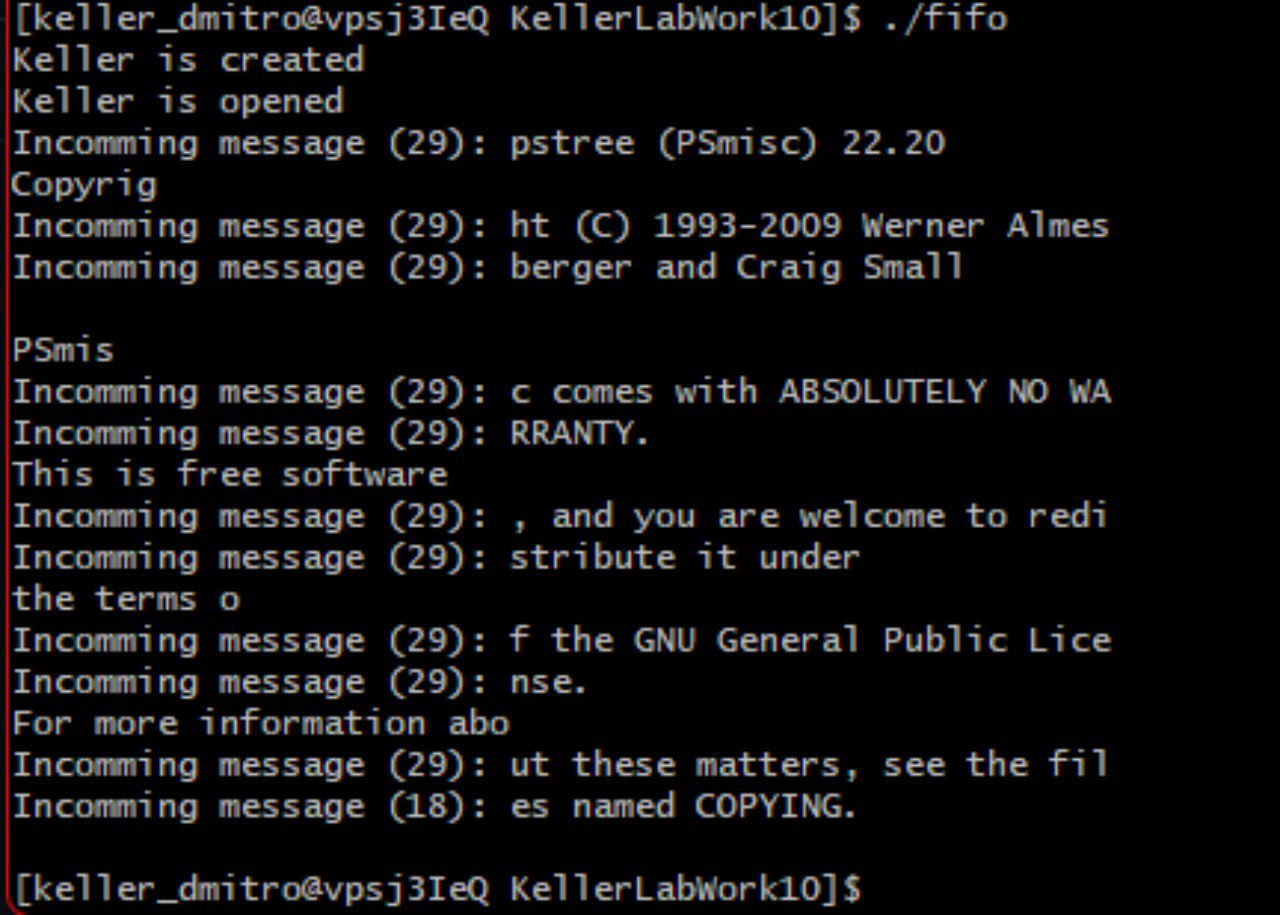 [keller_dmitro@vpsj3IeQ KellerLabWork10]$ ./fifo
Keller is created
Keller is opened
Incomming message (29): pstree (PSmisc) 22.20
Copyrig
Incomming message (29): ht (C) 1993-2009 Werner Almes
Incomming message (29): berger and Craig Small

PSmis
Incomming message (29): c comes with ABSOLUTELY NO WA
Incomming message (29): RRANTY.
This is free software
Incomming message (29): , and you are welcome to redi
Incomming message (29): stribute it under
the terms o
Incomming message (29): f the GNU General Public Lice
Incomming message (29): nse.
For more information abo
Incomming message (29): ut these matters, see the fil
Incomming message (18): es named COPYING.

[keller_dmitro@vpsj3IeQ KellerLabWork10]$